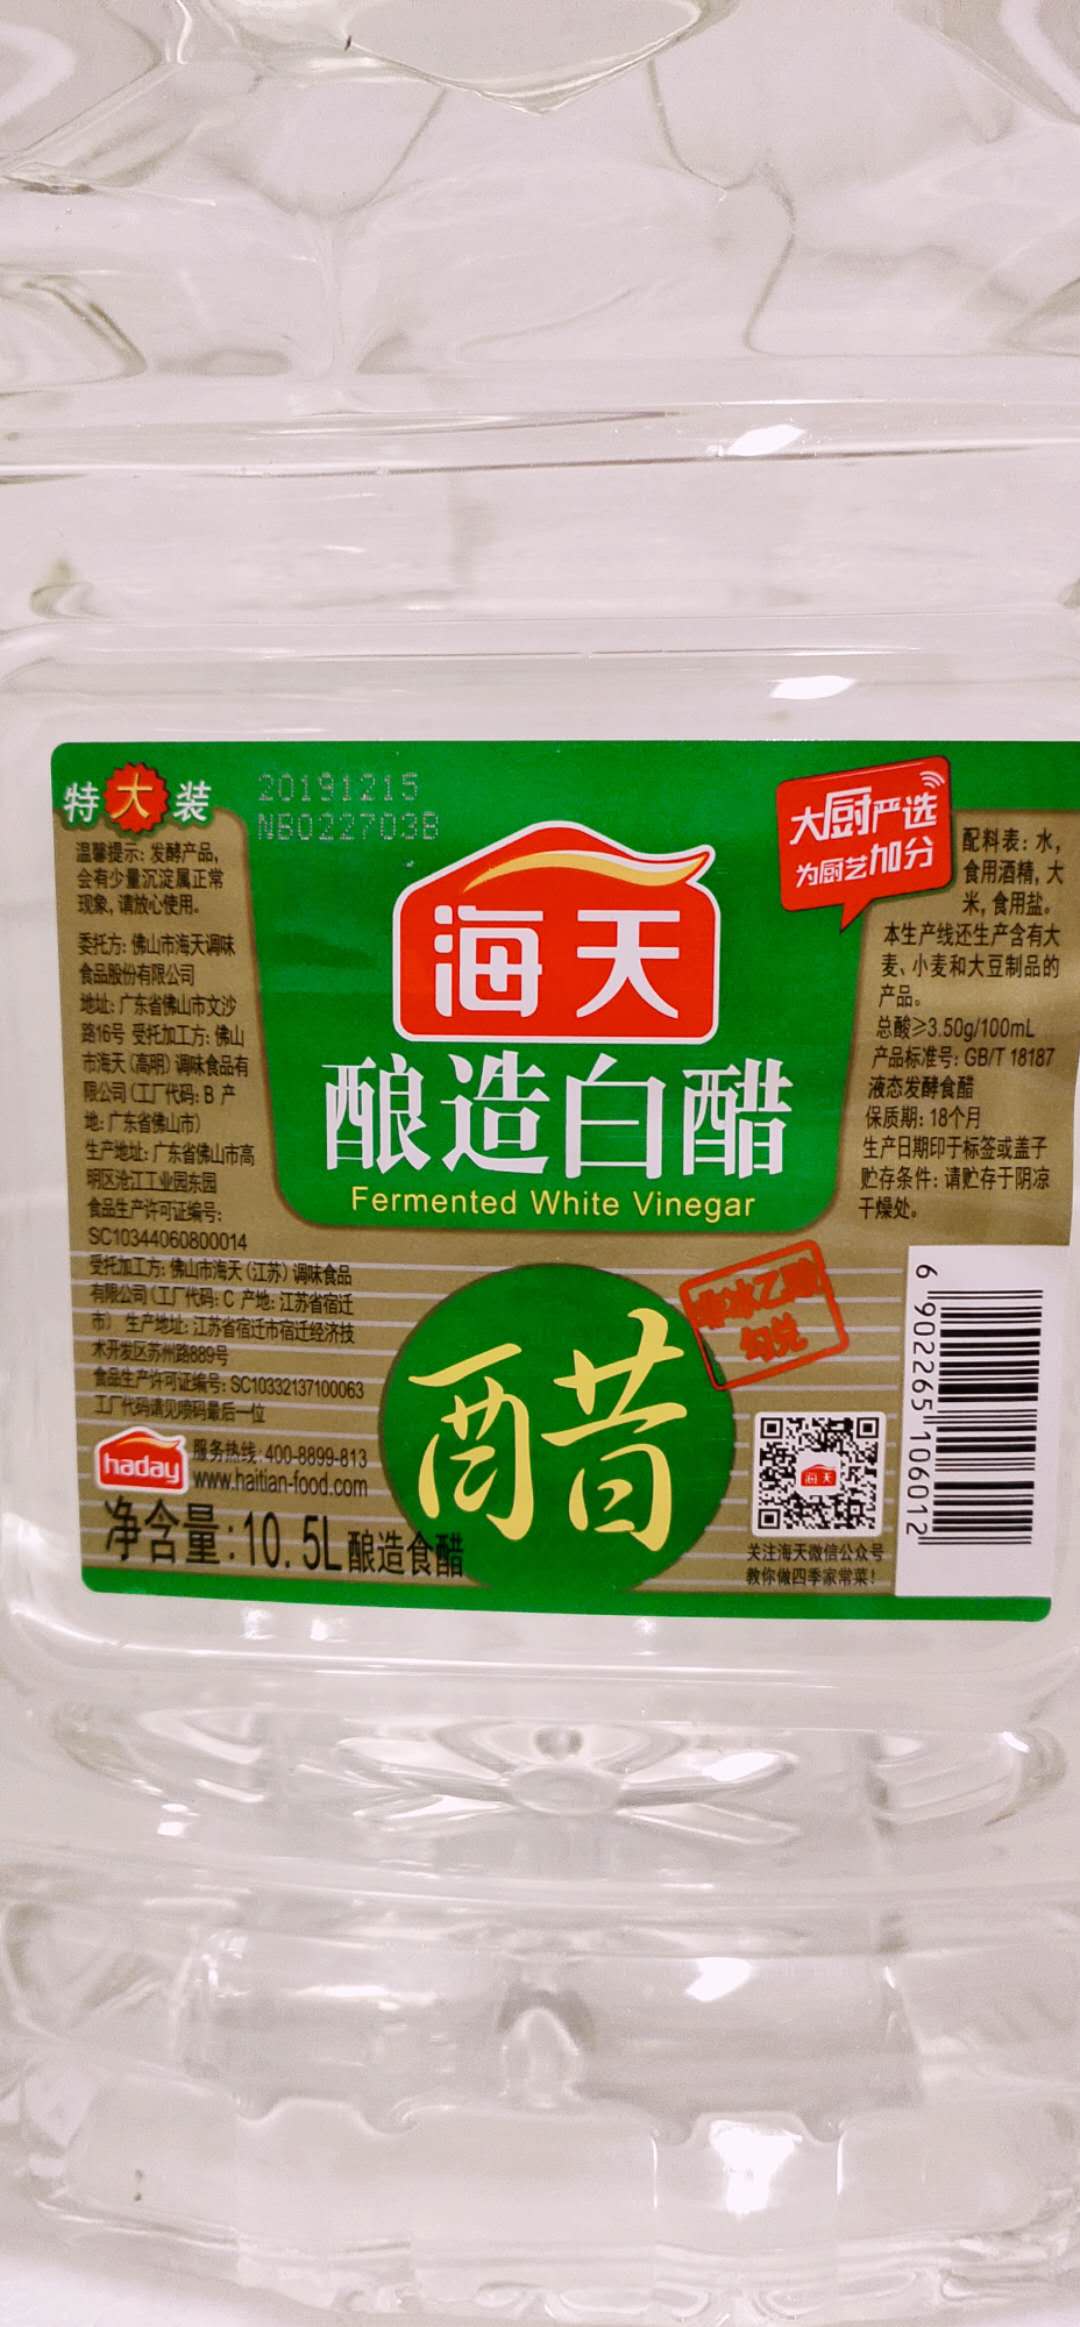 特大装
20191215
NB022703B
温馨提示: 发酵产品,
会有少量沉淀属正常
现象, 请放心使用。
委托方: 佛山市海天调味
食品股份有限公司
地址: 广东省佛山市文沙
路16号 受托加工方: 佛山
市海天(高明)调味食品有
限公司(工厂代码: B 产
地: 广东省佛山市)
生产地址: 广东省佛山市高
明区沧江工业园东园
食品生产许可证编号:
SC10344060800014
受托加工方: 佛山市海天(江苏)调味食品
有限公司(工厂代码: C 产地: 江苏省宿迁
市) 生产地址: 江苏省宿迁市宿迁经济技
术开发区苏州路889号
食品生产许可证编号: SC10332137100063
工厂代码请见喷码最后一位
haday
服务热线: 400-8899-813
www.haitian-food.com
净含量: 10.5L 酿造食醋
海天
酿造白醋
Fermented White Vinegar
醋
大厨严选
为厨艺加分
配料表: 水,
食用酒精, 大
米, 食用盐。
本生产线还生产含有大
麦、小麦和大豆制品的
产品。
总酸≥3.50g/100mL
产品标准号: GB/T 18187
液态发酵食醋
保质期: 18个月
生产日期印于标签或盖子
贮存条件: 请贮存于阴凉
干燥处。
非冰乙酸
勾兑
海天
关注海天微信公众号
教你做四季家常菜!
6 902265 106012